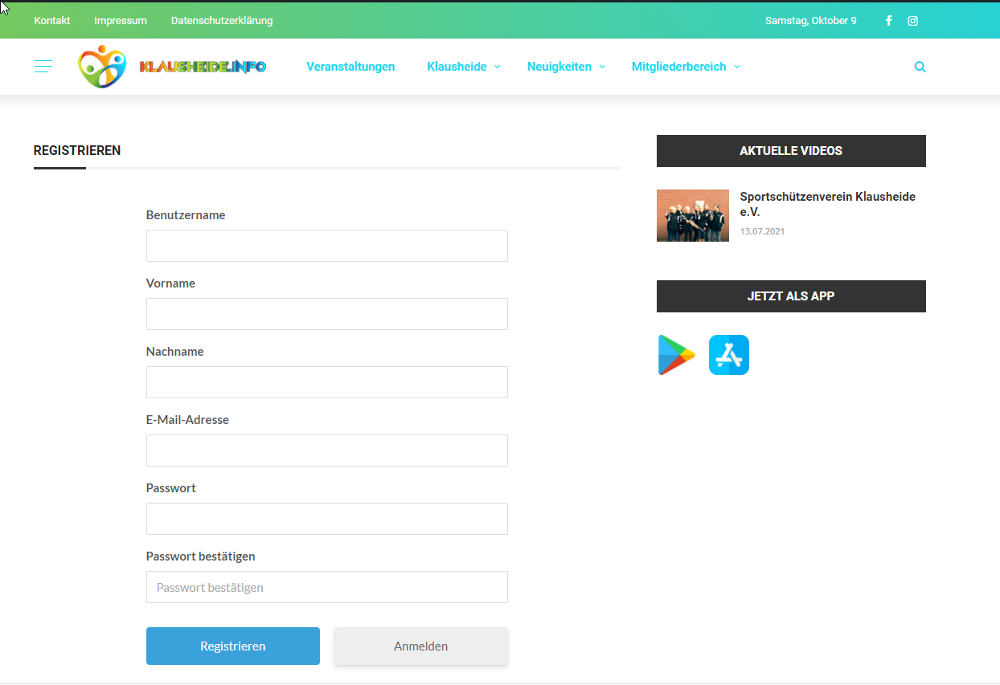 Kontakt Impressum Datenschutzerklärung Samstag, Oktober 9
KLAUSHEIDE.INFO Veranstaltungen Klausheide Neuigkeiten Mitgliederbereich
REGISTRIEREN
Benutzername
Vorname
Nachname
E-Mail-Adresse
Passwort
Passwort bestätigen
Passwort bestätigen
Registrieren Anmelden
AKTUELLE VIDEOS
Sportschützenverein Klausheide
e.V.
13.07.2021
JETZT ALS APP